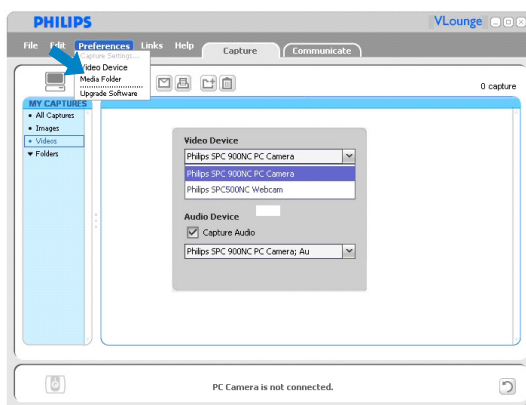 PHILIPS
VLounge
File Edit Preferences Links Help
Capture
Communicate
Capture Settings...
Video Device
Media Folder
Upgrade Software
0 capture
MY CAPTURES
All Captures
Images
Videos
Folders
Video Device
Philips SPC 900NC PC Camera
Philips SPC 900NC PC Camera
Philips SPC500NC Webcam
Audio Device
Capture Audio
Philips SPC 900NC PC Camera; Au
PC Camera is not connected.